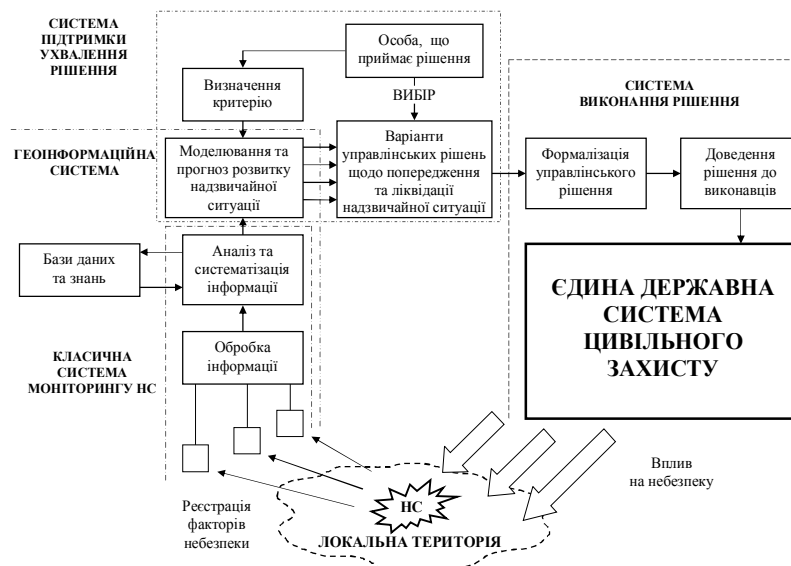 СИСТЕМА
ПІДТРИМКИ
УХВАЛЕННЯ
РІШЕННЯ
Особа, що
приймає рішення
Визначення
критерію
ВИБІР
СИСТЕМА
ВИКОНАННЯ РІШЕННЯ
ГЕОІНФОРМАЦІЙНА
СИСТЕМА
Моделювання та
прогноз розвитку
надзвичайної
ситуації
Варіанти
управлінських рішень
щодо попередження
та ліквідації
надзвичайної ситуації
Формалізація
управлінського
рішення
Доведення
рішення до
виконавців
Бази даних
та знань
Аналіз та
систематізація
інформації
ЄДИНА ДЕРЖАВНА
СИСТЕМА
ЦИВІЛЬНОГО
ЗАХИСТУ
КЛАСИЧНА
СИСТЕМА
МОНІТОРИНГУ НС
Обробка
інформації
Вплив
на небезпеку
Реєстрація
факторів
небезпеки
НС
ЛОКАЛЬНА ТЕРИТОРІЯ